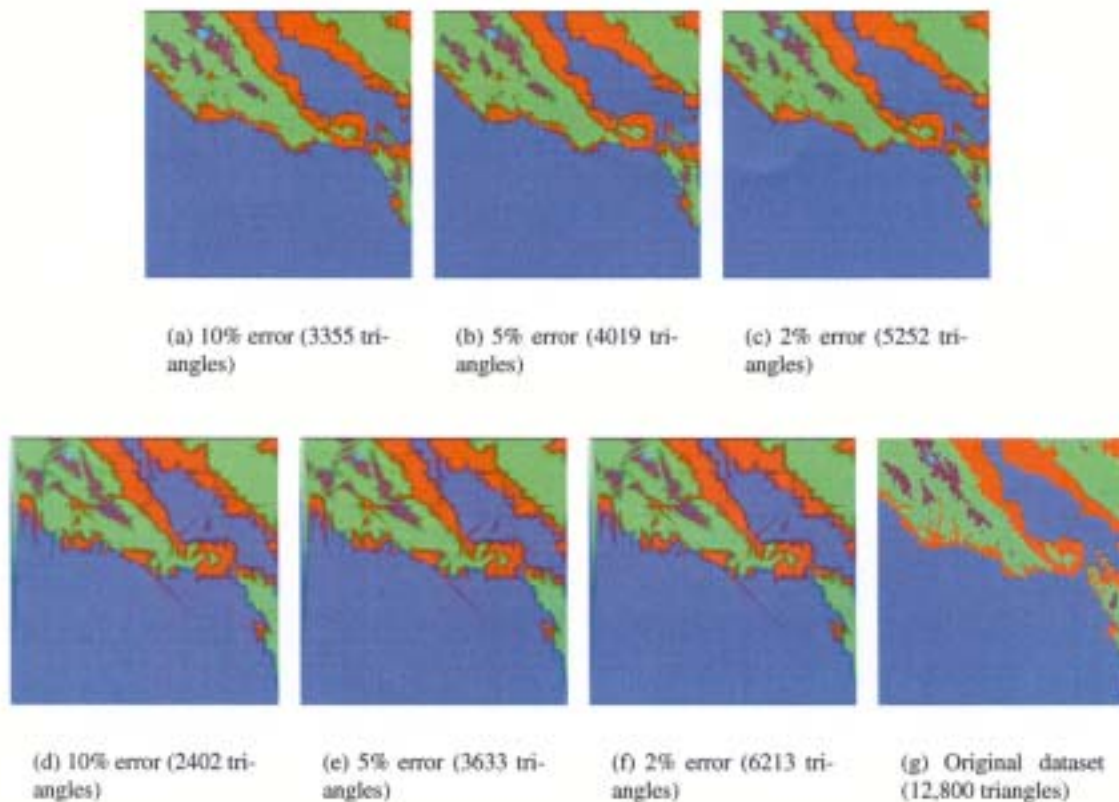 (a) 10% error (3355 tri-
angles)
(b) 5% error (4019 tri-
angles)
(c) 2% error (5252 tri-
angles)
(d) 10% error (2402 tri-
angles)
(e) 5% error (3633 tri-
angles)
(f) 2% error (6213 tri-
angles)
(g) Original dataset
(12,800 triangles)